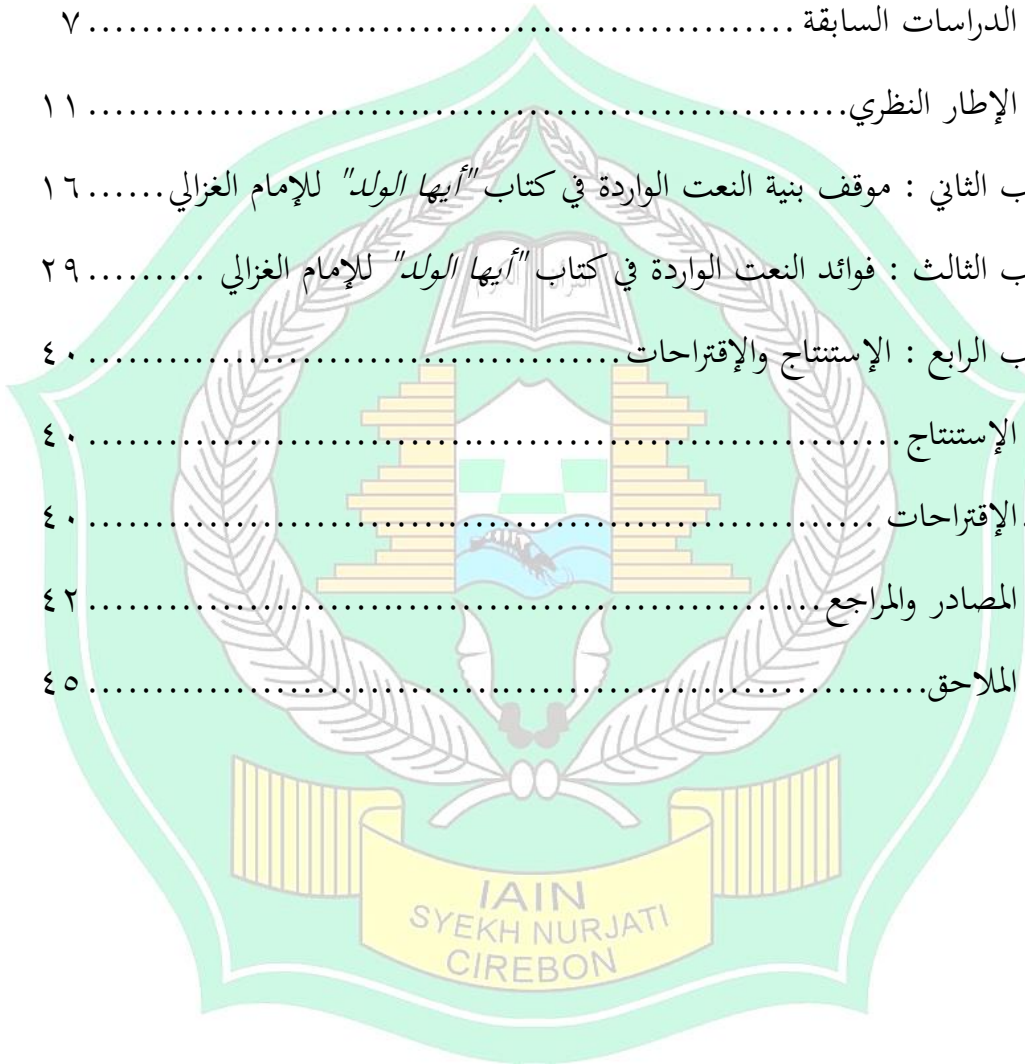 الدراسات السابقة ..................................................... ٧
الإطار النظري......................................................... ١١
ب الثاني : موقف بنية النعت الواردة في كتاب "أيها الولد" للإمام الغزالي...... ١٦
ب الثالث : فوائد النعت الواردة في كتاب "أيها الولد" للإمام الغزالي ......... ٢٩
ب الرابع : الإستنتاج والإقتراحات........................................ ٤٠
الإستنتاج ............................................................. ٤٠
.الإقتراحات ........................................................... ٤٠
المصادر والمراجع....................................................... ٤٢
الملاحق............................................................... ٤٥
IAIN
SYEKH NURJATI
CIREBON